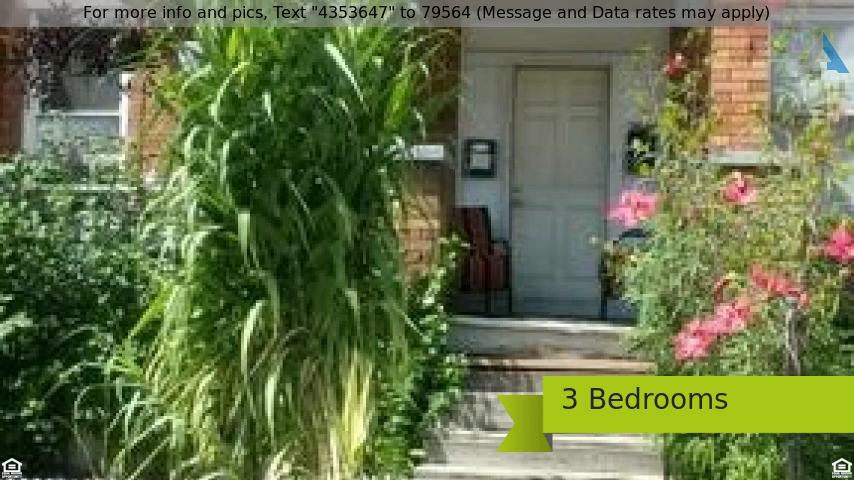 For more info and pics, Text "4353647" to 79564 (Message and Data rates may apply)
3 Bedrooms